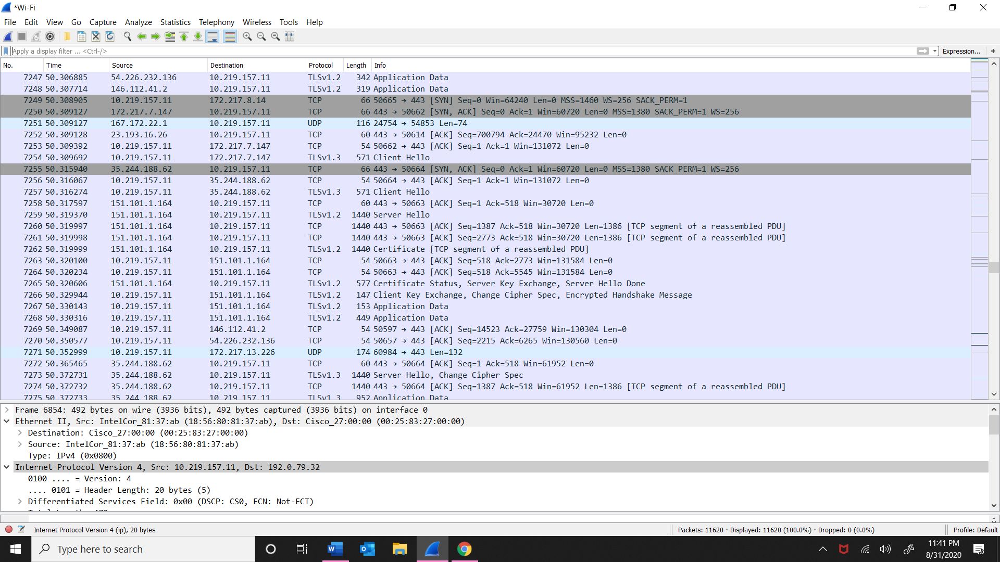 *Wi-Fi
File Edit View Go Capture Analyze Statistics Telephony Wireless Tools Help
Apply a display filter ... <Ctrl-/> Expression... +
No. Time Source Destination Protocol Length Info
7247 50.306885 54.226.232.136 10.219.157.11 TLSv1.2 342 Application Data
7248 50.307714 146.112.41.2 10.219.157.11 TLSv1.2 319 Application Data
7249 50.308905 10.219.157.11 172.217.8.14 TCP 66 50665 → 443 [SYN] Seq=0 Win=64240 Len=0 MSS=1460 WS=256 SACK_PERM=1
7250 50.309127 172.217.7.147 10.219.157.11 TCP 66 443 → 50662 [SYN, ACK] Seq=0 Ack=1 Win=60720 Len=0 MSS=1380 SACK_PERM=1 WS=256
7251 50.309127 167.172.22.1 10.219.157.11 UDP 116 24754 → 54853 Len=74
7252 50.309128 23.193.16.26 10.219.157.11 TCP 60 443 → 50614 [ACK] Seq=700794 Ack=24470 Win=95232 Len=0
7253 50.309392 10.219.157.11 172.217.7.147 TCP 54 50662 → 443 [ACK] Seq=1 Ack=1 Win=131072 Len=0
7254 50.309692 10.219.157.11 172.217.7.147 TLSv1.3 571 Client Hello
7255 50.315940 35.244.188.62 10.219.157.11 TCP 66 443 → 50664 [SYN, ACK] Seq=0 Ack=1 Win=60720 Len=0 MSS=1380 SACK_PERM=1 WS=256
7256 50.316067 10.219.157.11 35.244.188.62 TCP 54 50664 → 443 [ACK] Seq=1 Ack=1 Win=131072 Len=0
7257 50.316274 10.219.157.11 35.244.188.62 TLSv1.3 571 Client Hello
7258 50.317597 151.101.1.164 10.219.157.11 TCP 60 443 → 50663 [ACK] Seq=1 Ack=518 Win=30720 Len=0
7259 50.319370 151.101.1.164 10.219.157.11 TLSv1.2 1440 Server Hello
7260 50.319997 151.101.1.164 10.219.157.11 TCP 1440 443 → 50663 [ACK] Seq=1387 Ack=518 Win=30720 Len=1386 [TCP segment of a reassembled PDU]
7261 50.319998 151.101.1.164 10.219.157.11 TCP 1440 443 → 50663 [ACK] Seq=2773 Ack=518 Win=30720 Len=1386 [TCP segment of a reassembled PDU]
7262 50.319999 151.101.1.164 10.219.157.11 TLSv1.2 1440 Certificate [TCP segment of a reassembled PDU]
7263 50.320100 10.219.157.11 151.101.1.164 TCP 54 50663 → 443 [ACK] Seq=518 Ack=2773 Win=131584 Len=0
7264 50.320234 10.219.157.11 151.101.1.164 TCP 54 50663 → 443 [ACK] Seq=518 Ack=5545 Win=131584 Len=0
7265 50.320606 151.101.1.164 10.219.157.11 TLSv1.2 577 Certificate Status, Server Key Exchange, Server Hello Done
7266 50.329944 10.219.157.11 151.101.1.164 TLSv1.2 147 Client Key Exchange, Change Cipher Spec, Encrypted Handshake Message
7267 50.330143 10.219.157.11 151.101.1.164 TLSv1.2 153 Application Data
7268 50.330316 10.219.157.11 151.101.1.164 TLSv1.2 449 Application Data
7269 50.349087 10.219.157.11 146.112.41.2 TCP 54 50597 → 443 [ACK] Seq=14523 Ack=27759 Win=130304 Len=0
7270 50.350577 10.219.157.11 54.226.232.136 TCP 54 50657 → 443 [ACK] Seq=2215 Ack=6265 Win=130560 Len=0
7271 50.352999 10.219.157.11 172.217.13.226 UDP 174 60984 → 443 Len=132
7272 50.365465 35.244.188.62 10.219.157.11 TCP 60 443 → 50664 [ACK] Seq=1 Ack=518 Win=61952 Len=0
7273 50.372731 35.244.188.62 10.219.157.11 TLSv1.3 1440 Server Hello, Change Cipher Spec
7274 50.372732 35.244.188.62 10.219.157.11 TCP 1440 443 → 50664 [ACK] Seq=1387 Ack=518 Win=61952 Len=1386 [TCP segment of a reassembled PDU]
7275 50.372733 35.244.188.62 10.219.157.11 TLSv1.3 952 Application Data
Frame 6854: 492 bytes on wire (3936 bits), 492 bytes captured (3936 bits) on interface 0
Ethernet II, Src: IntelCor_81:37:ab (18:56:80:81:37:ab), Dst: Cisco_27:00:00 (00:25:83:27:00:00)
Destination: Cisco_27:00:00 (00:25:83:27:00:00)
Source: IntelCor_81:37:ab (18:56:80:81:37:ab)
Type: IPv4 (0x0800)
Internet Protocol Version 4, Src: 10.219.157.11, Dst: 192.0.79.32
0100 .... = Version: 4
.... 0101 = Header Length: 20 bytes (5)
Differentiated Services Field: 0x00 (DSCP: CS0, ECN: Not-ECT)
Internet Protocol Version 4 (ip), 20 bytes Packets: 11620 · Displayed: 11620 (100.0%) · Dropped: 0 (0.0%) Profile: Default
Type here to search
11:41 PM
8/31/2020